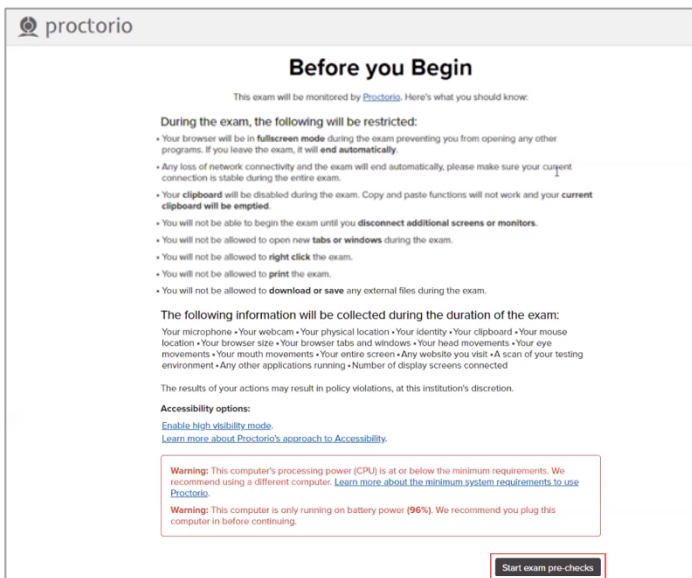 proctorio
Before you Begin
This exam will be monitored by Proctorio. Here's what you should know:
During the exam, the following will be restricted:
• Your browser will be in fullscreen mode during the exam preventing you from opening any other
programs. If you leave the exam, it will end automatically.
• Any loss of network connectivity and the exam will end automatically, please make sure your current
connection is stable during the entire exam.
• Your clipboard will be disabled during the exam. Copy and paste functions will not work and your current
clipboard will be emptied.
• You will not be able to begin the exam until you disconnect additional screens or monitors.
• You will not be allowed to open new tabs or windows during the exam.
• You will not be allowed to right click the exam.
• You will not be allowed to print the exam.
• You will not be allowed to download or save any external files during the exam.
The following information will be collected during the duration of the exam:
Your microphone • Your webcam • Your physical location • Your identity • Your clipboard • Your mouse
location • Your browser size • Your browser tabs and windows • Your head movements • Your eye
movements • Your mouth movements • Your entire screen • Any website you visit • A scan of your testing
environment • Any other applications running • Number of display screens connected
The results of your actions may result in policy violations, at this institution's discretion.
Accessibility options:
Enable high visibility mode.
Learn more about Proctorio's approach to Accessibility.
Warning: This computer's processing power (CPU) is at or below the minimum requirements. We
recommend using a different computer. Learn more about the minimum system requirements to use
Proctorio.
Warning: This computer is only running on battery power (96%). We recommend you plug this
computer in before continuing.
Start exam pre-checks